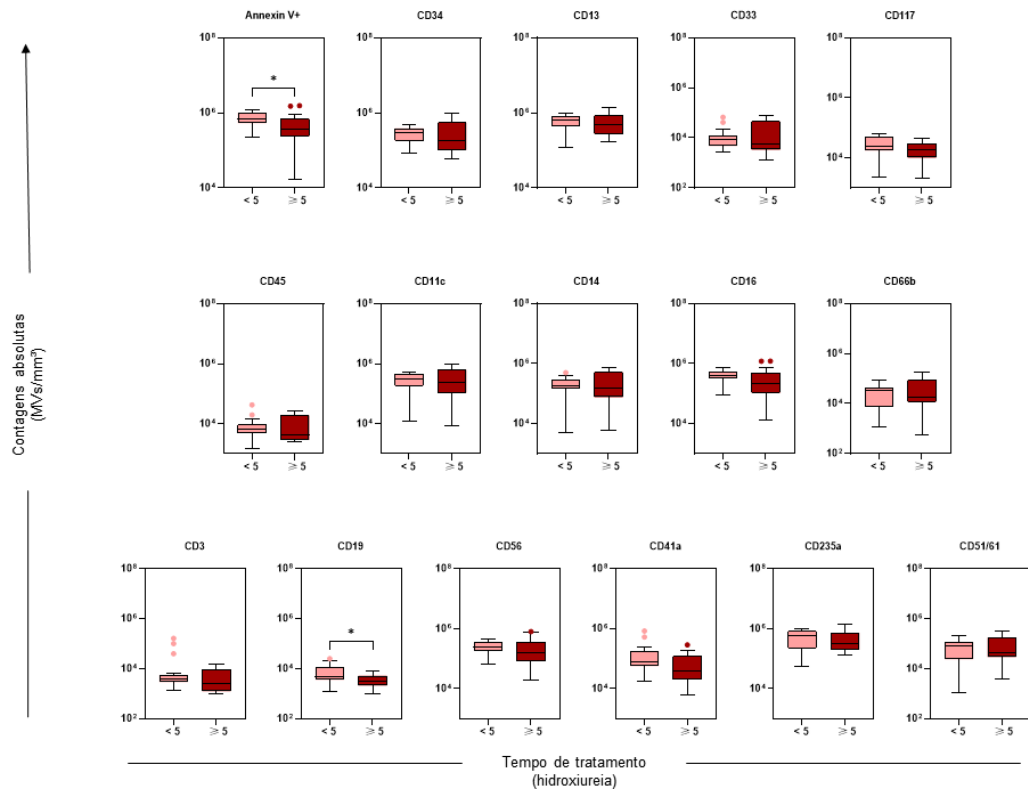 Annexin V+ CD34 CD13 CD33 CD117
10⁸ 10⁸ 10⁸ 10⁸ 10⁸
*
10⁶ 10⁶ 10⁶ 10⁶ 10⁶
10⁴ 10⁴ 10⁴ 10⁴ 10⁴
10²
< 5 ⩾ 5 < 5 ⩾ 5 < 5 ⩾ 5 < 5 ⩾ 5 < 5 ⩾ 5
Contagens absolutas
(MVs/mm³)
CD45 CD11c CD14 CD16 CD66b
10⁸ 10⁸ 10⁸ 10⁸ 10⁸
10⁶ 10⁶ 10⁶ 10⁶ 10⁶
10⁴ 10⁴ 10⁴ 10⁴ 10⁴
10²
< 5 ⩾ 5 < 5 ⩾ 5 < 5 ⩾ 5 < 5 ⩾ 5 < 5 ⩾ 5
CD3 CD19 CD56 CD41a CD235a CD51/61
10⁸ 10⁸ 10⁸ 10⁸ 10⁸ 10⁸
10⁶ 10⁶ 10⁶ 10⁶ 10⁶ 10⁶
*
10⁴ 10⁴ 10⁴ 10⁴ 10⁴ 10⁴
10² 10²
< 5 ⩾ 5 < 5 ⩾ 5 < 5 ⩾ 5 < 5 ⩾ 5 < 5 ⩾ 5 < 5 ⩾ 5
Tempo de tratamento
(hidroxiureia)